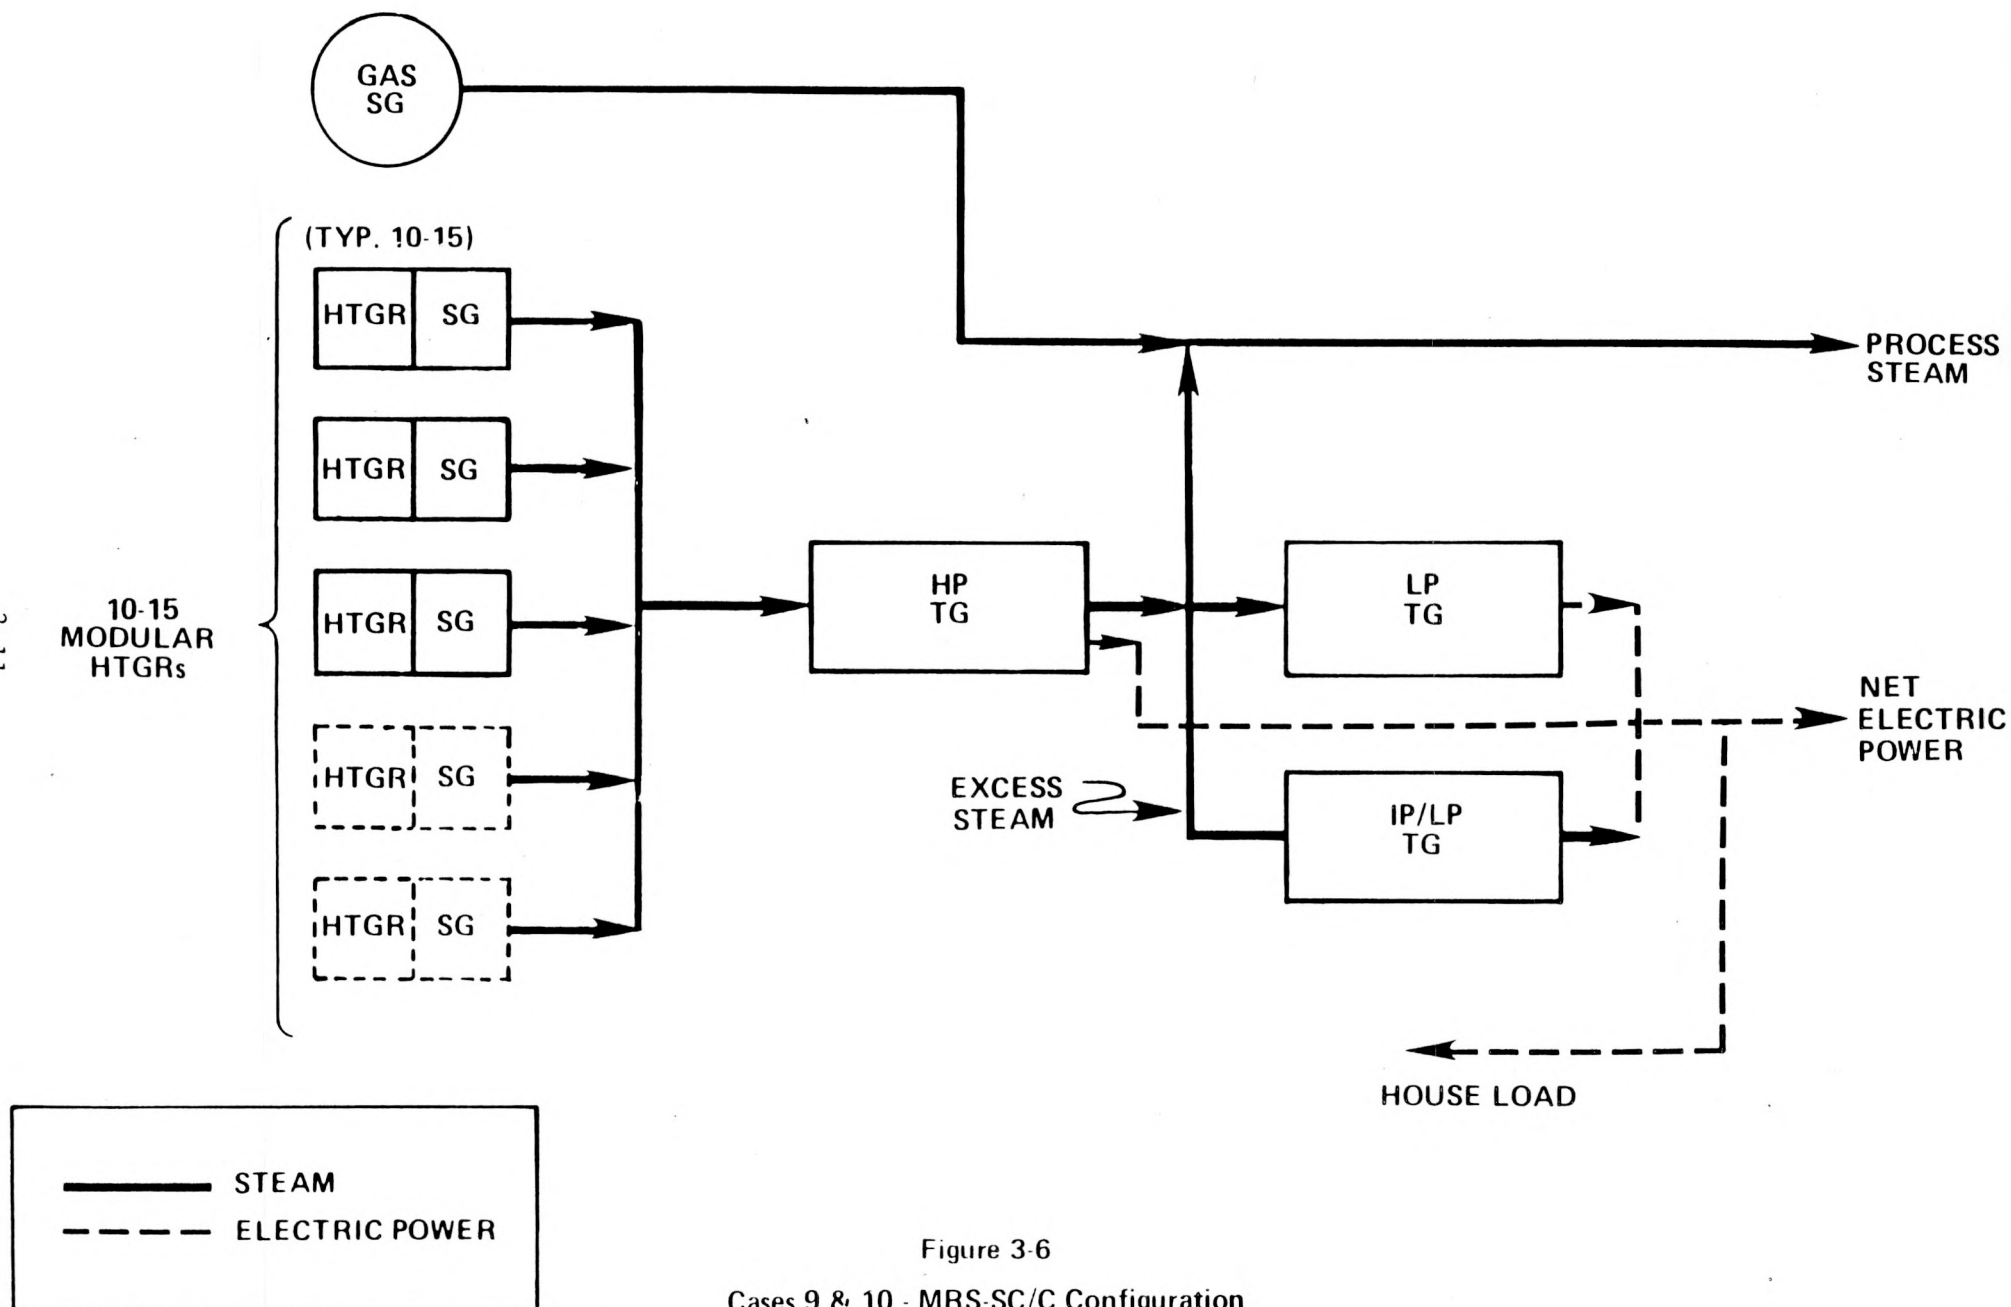 GAS
SG
(TYP. 10-15)
HTGR SG
PROCESS
STEAM
HTGR SG
10-15
MODULAR
HTGRs
HTGR SG
HP
TG
LP
TG
NET
ELECTRIC
POWER
HTGR SG
EXCESS
STEAM
IP/LP
TG
HTGR SG
HOUSE LOAD
STEAM
ELECTRIC POWER
Figure 3-6
Cases 9 & 10 - MRS-SC/C Configuration